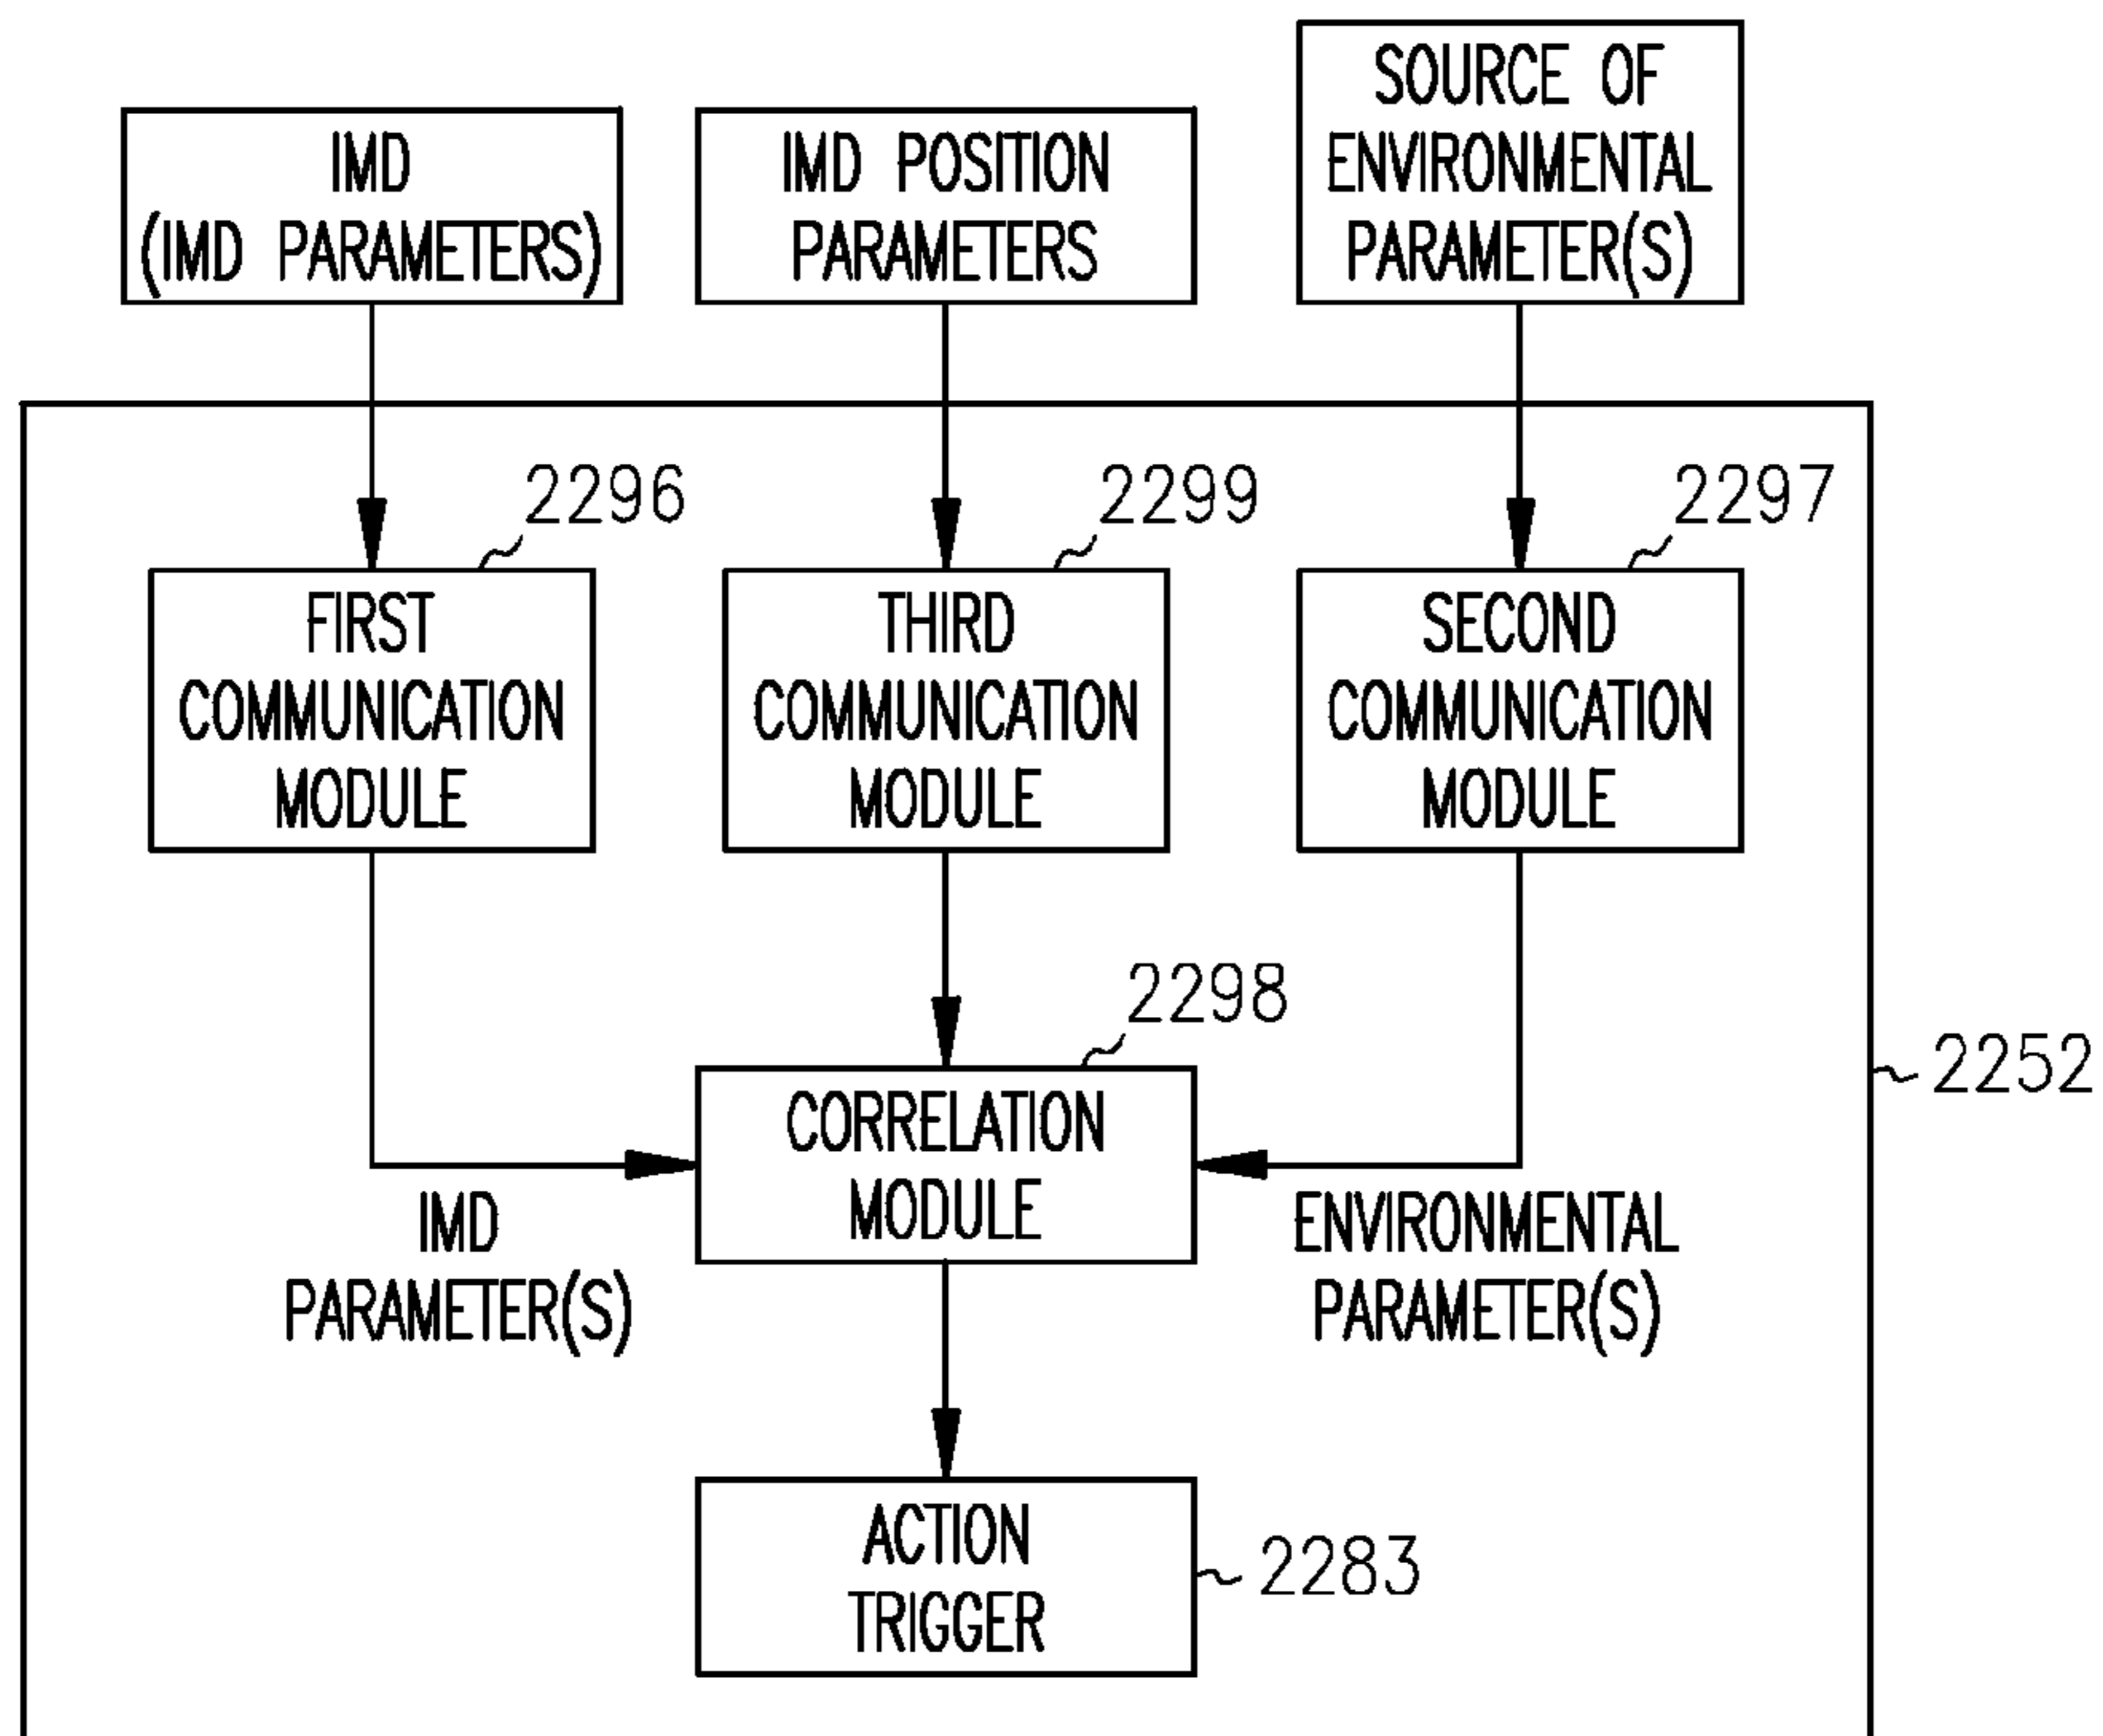 IMD
(IMD PARAMETERS)
IMD POSITION
PARAMETERS
SOURCE OF
ENVIRONMENTAL
PARAMETER(S)
2296
FIRST
COMMUNICATION
MODULE
2299
THIRD
COMMUNICATION
MODULE
2297
SECOND
COMMUNICATION
MODULE
2298
CORRELATION
MODULE
2252
IMD
PARAMETER(S)
ENVIRONMENTAL
PARAMETER(S)
ACTION
TRIGGER
2283